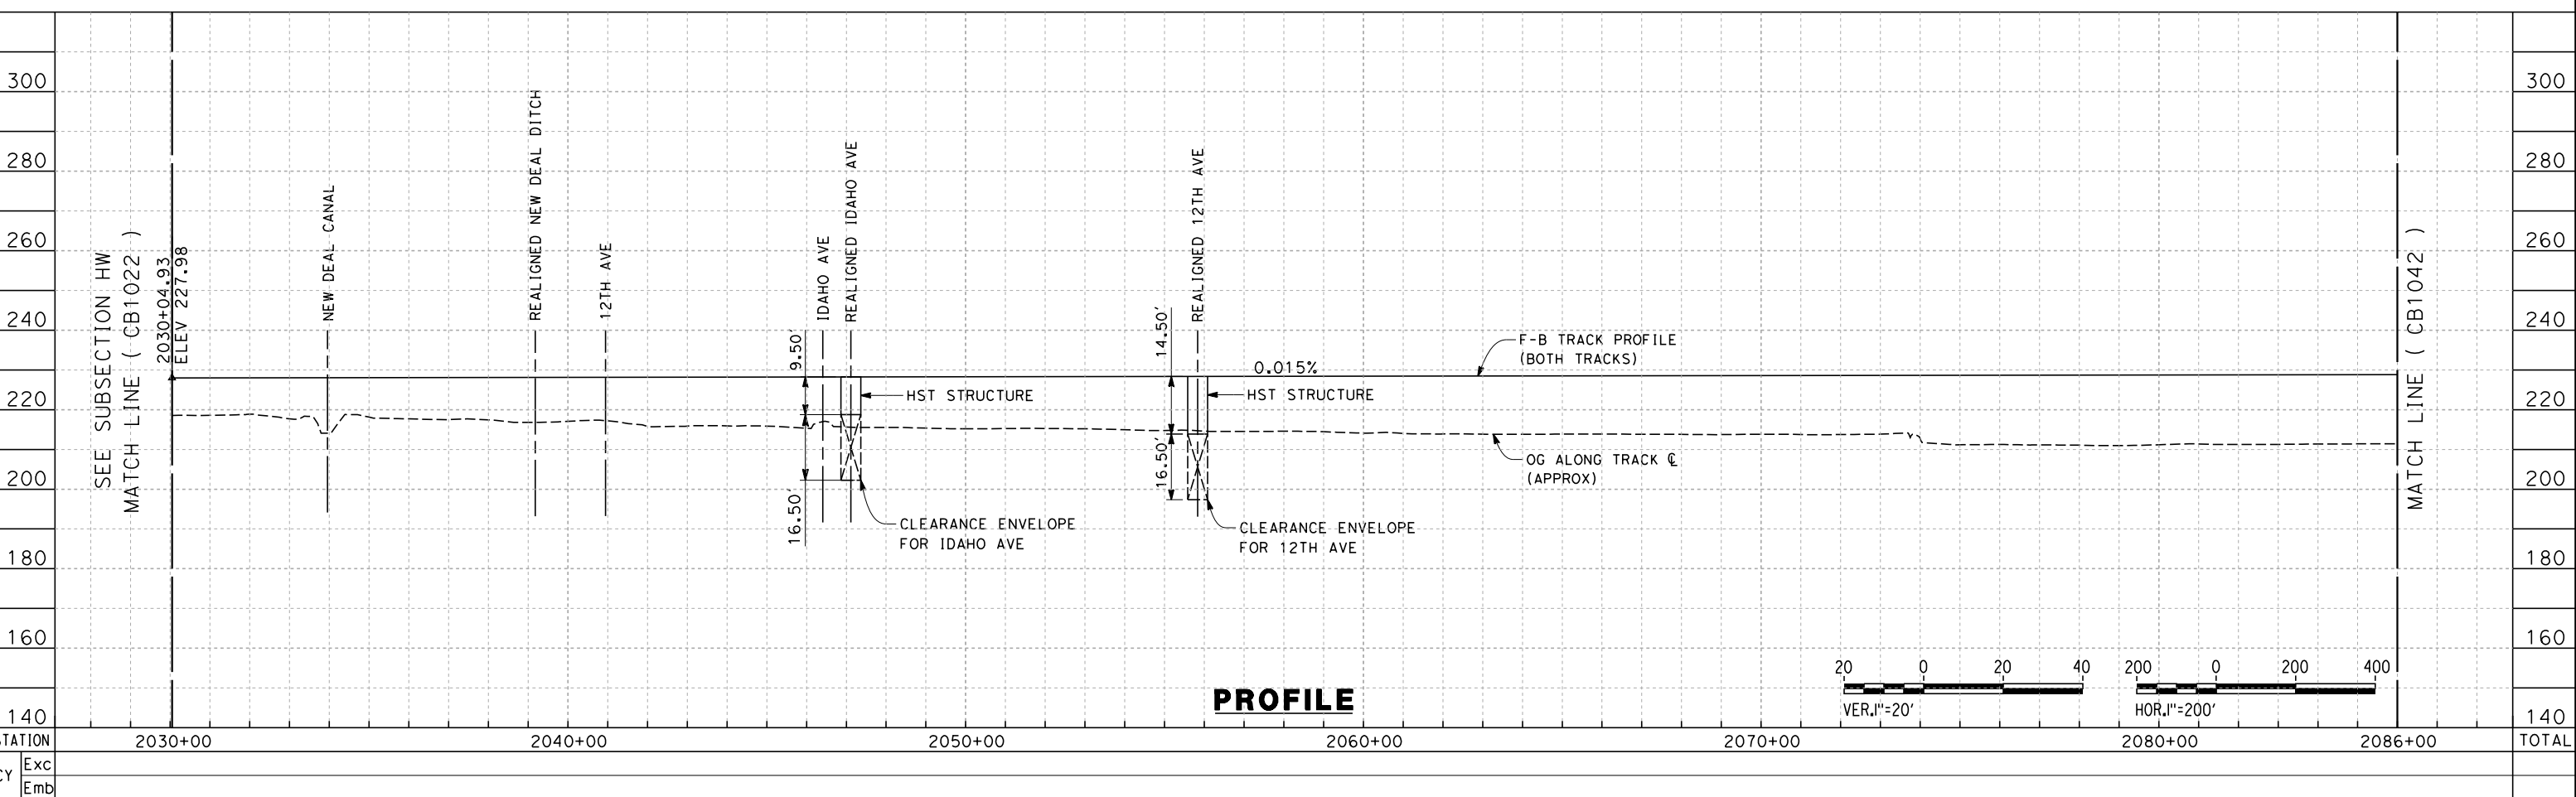 300
280
260
240
220
200
180
160
140
SEE SUBSECTION HW
MATCH LINE ( CB1022 )
2030+04.93
ELEV 227.98
NEW DEAL CANAL
REALIGNED NEW DEAL DITCH
12TH AVE
9.50'
16.50'
IDAHO AVE
REALIGNED IDAHO AVE
HST STRUCTURE
CLEARANCE ENVELOPE
FOR IDAHO AVE
14.50'
16.50'
REALIGNED 12TH AVE
0.015%
HST STRUCTURE
CLEARANCE ENVELOPE
FOR 12TH AVE
F-B TRACK PROFILE
(BOTH TRACKS)
OG ALONG TRACK ℄
(APPROX)
MATCH LINE ( CB1042 )
300
280
260
240
220
200
180
160
140
PROFILE
20 0 20 40
VER.1"=20'
200 0 200 400
HOR.1"=200'
TATION 2030+00 2040+00 2050+00 2060+00 2070+00 2080+00 2086+00 TOTAL
CY
Exc
Emb